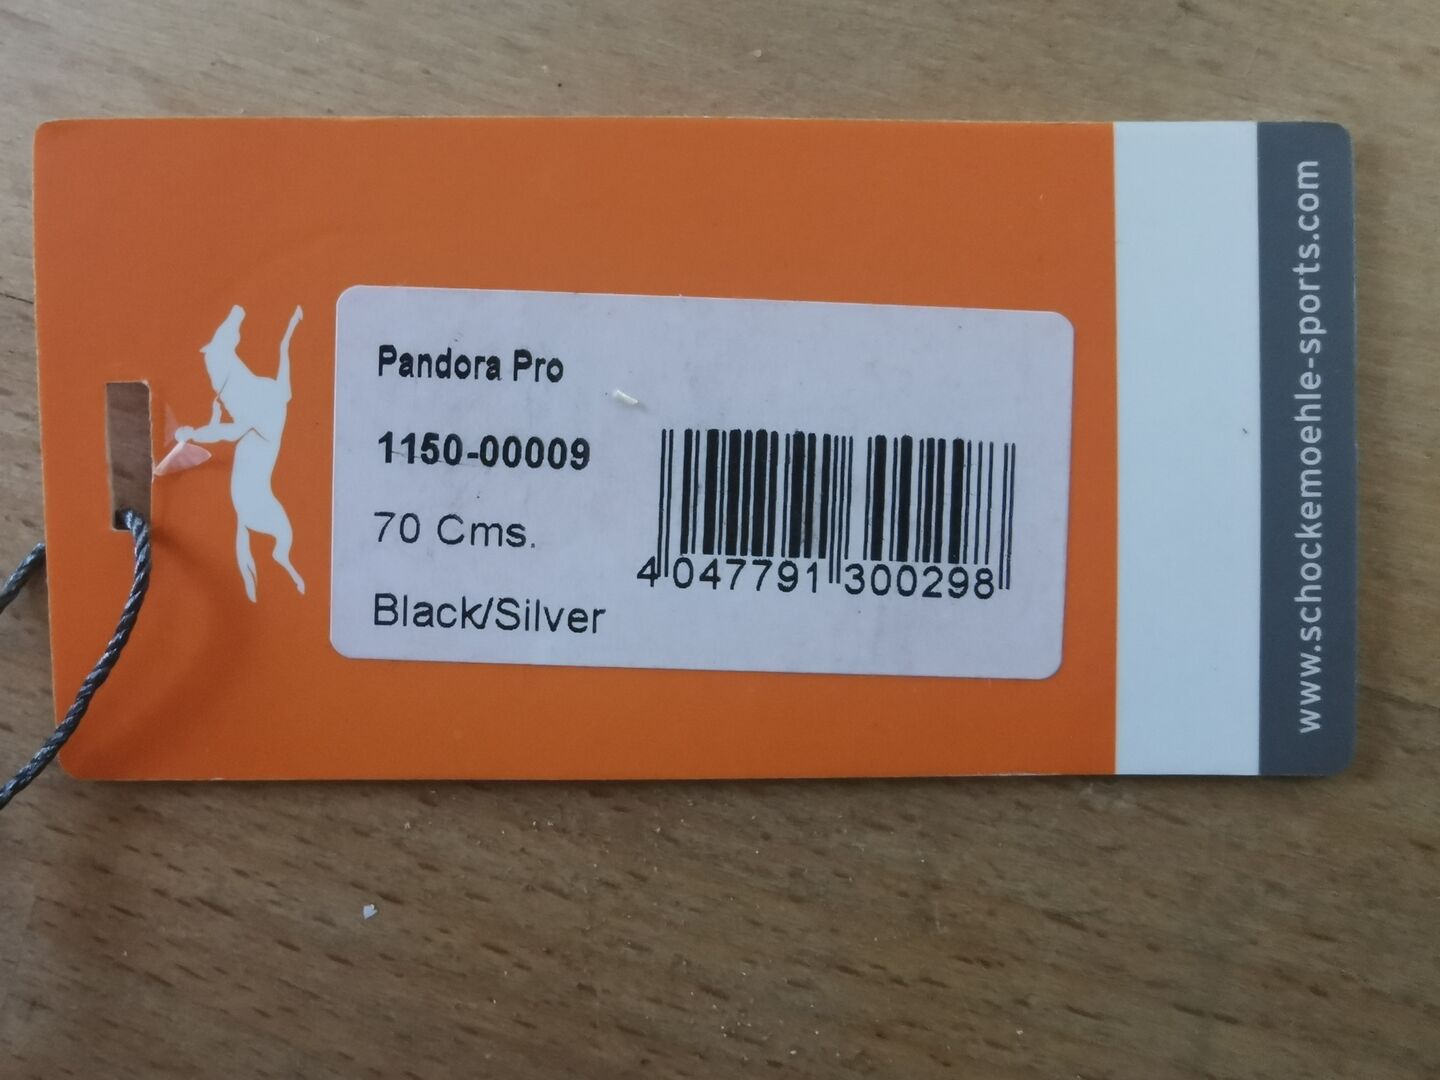 Pandora Pro
1150-00009
70 Cms.
Black/Silver
4 047791 300298
www.schockemoehle-sports.com